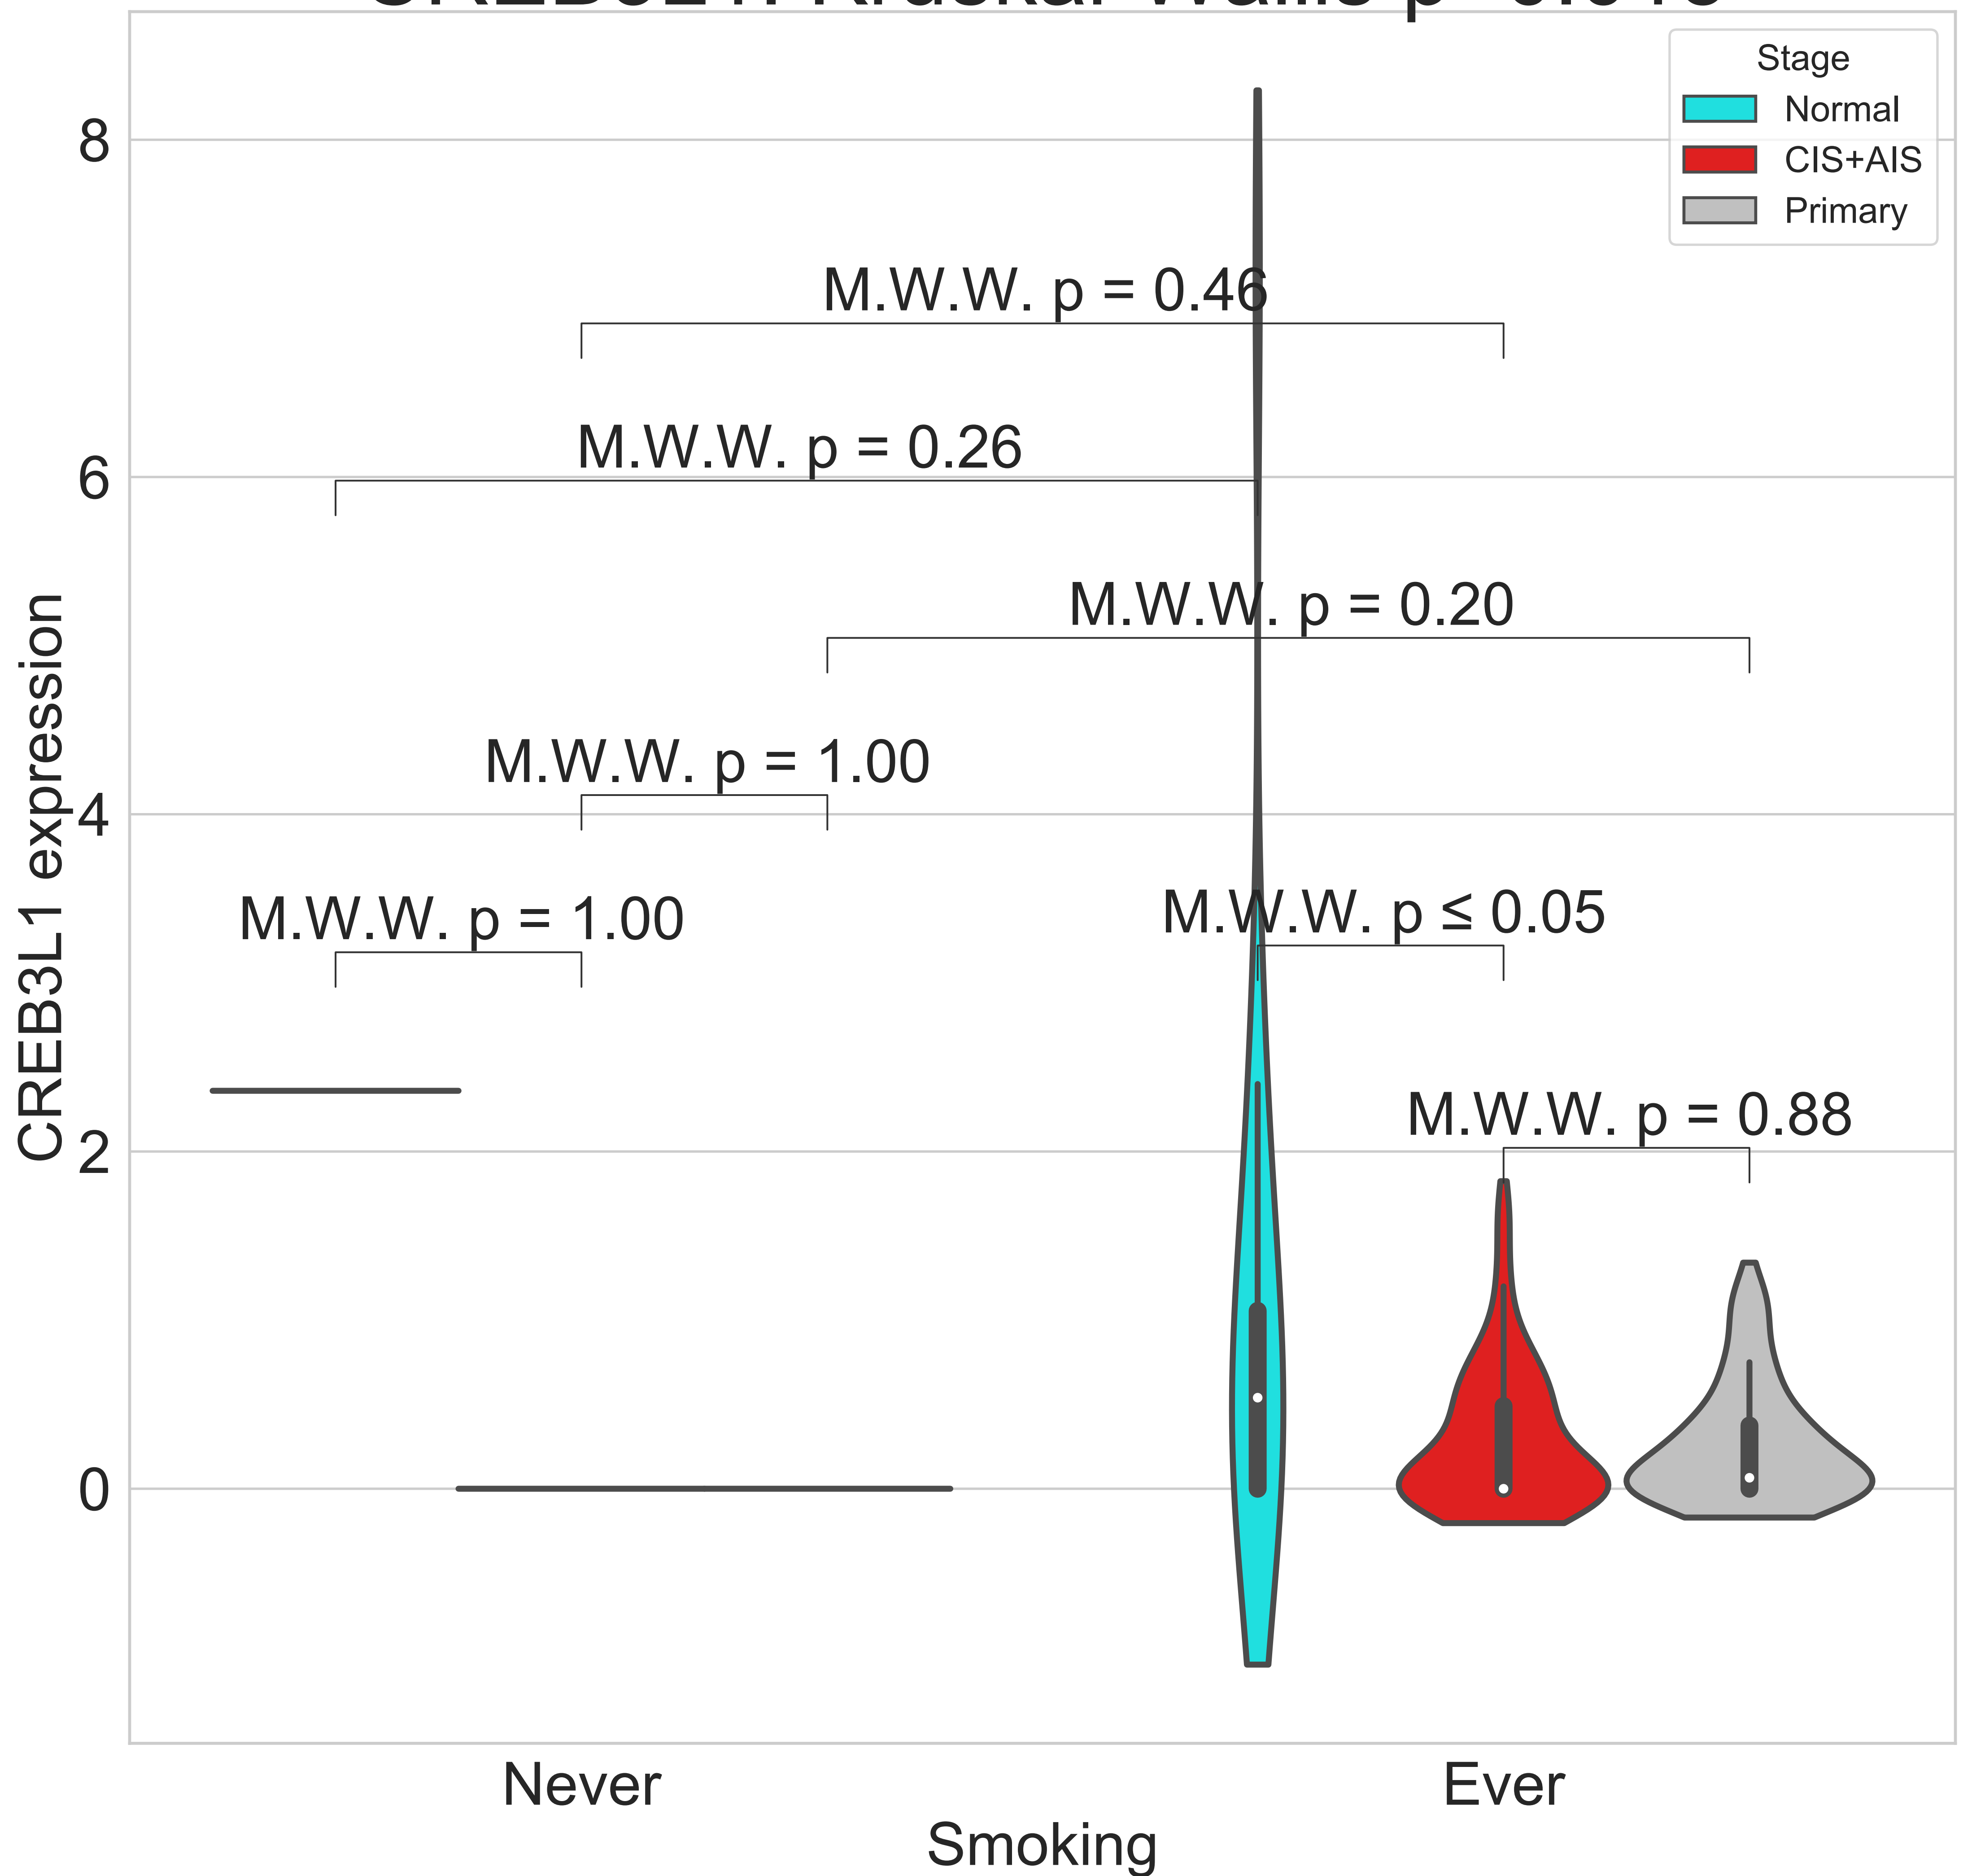 Stage
Normal
CIS+AIS
Primary
8
6
4
2
0
CREB3L1 expression
M.W.W. p = 0.46
M.W.W. p = 0.26
M.W.W. p = 0.20
M.W.W. p = 1.00
M.W.W. p = 1.00
M.W.W. p ≤ 0.05
M.W.W. p = 0.88
Never
Ever
Smoking